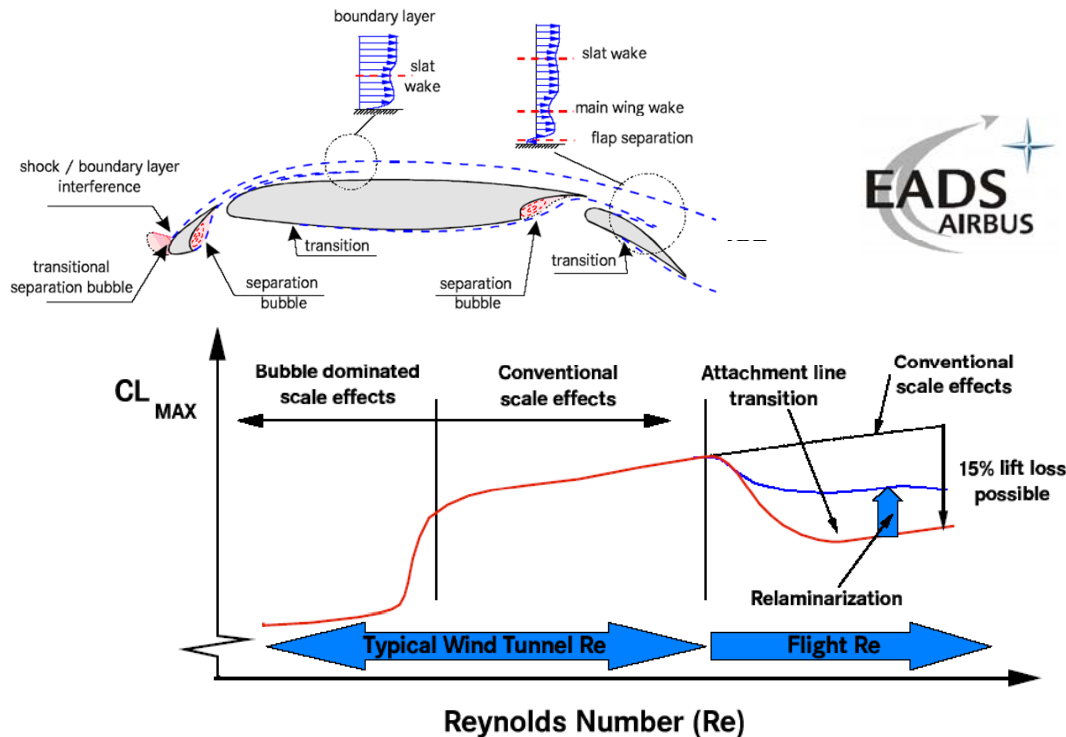 boundary layer
slat
wake
slat wake
main wing wake
flap separation
shock / boundary layer
interference
transitional
separation bubble
separation
bubble
transition
separation
bubble
transition
EADS
AIRBUS
CL MAX
Bubble dominated
scale effects
Conventional
scale effects
Attachment line
transition
Conventional
scale effects
15% lift loss
possible
Relaminarization
Typical Wind Tunnel Re
Flight Re
Reynolds Number (Re)